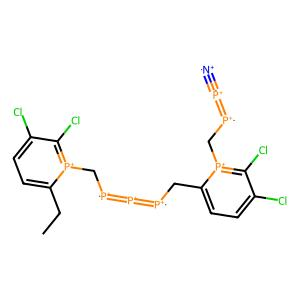 ·N⁺
P⁺
P⁺·
Cl Cl
P⁺ P⁺ Cl
·P P P⁺· Cl